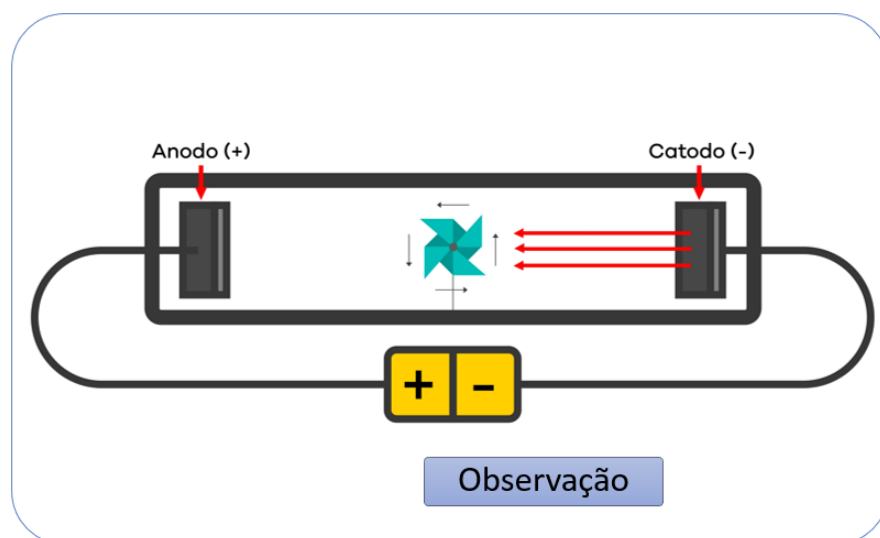 Anodo (+)
Catodo (-)
+ -
Observação